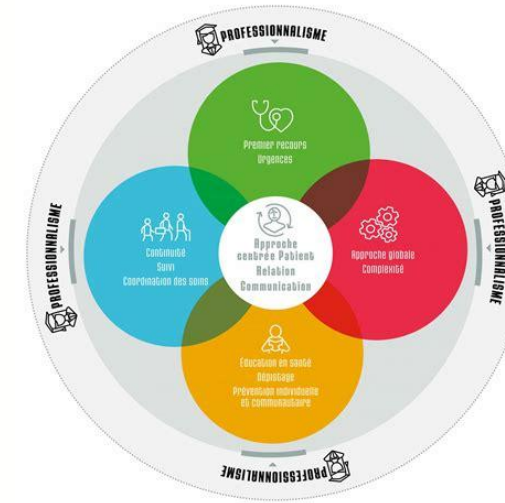 PROFESSIONNALISME
Premier recours
Urgences
PROFESSIONNALISME
Continuité
Suivi
Coordination des soins
Approche
centrée Patient
Relation
Communication
Approche globale
Complexité
PROFESSIONNALISME
Education en santé
Dépistage
Prévention individuelle
et communautaire
PROFESSIONNALISME